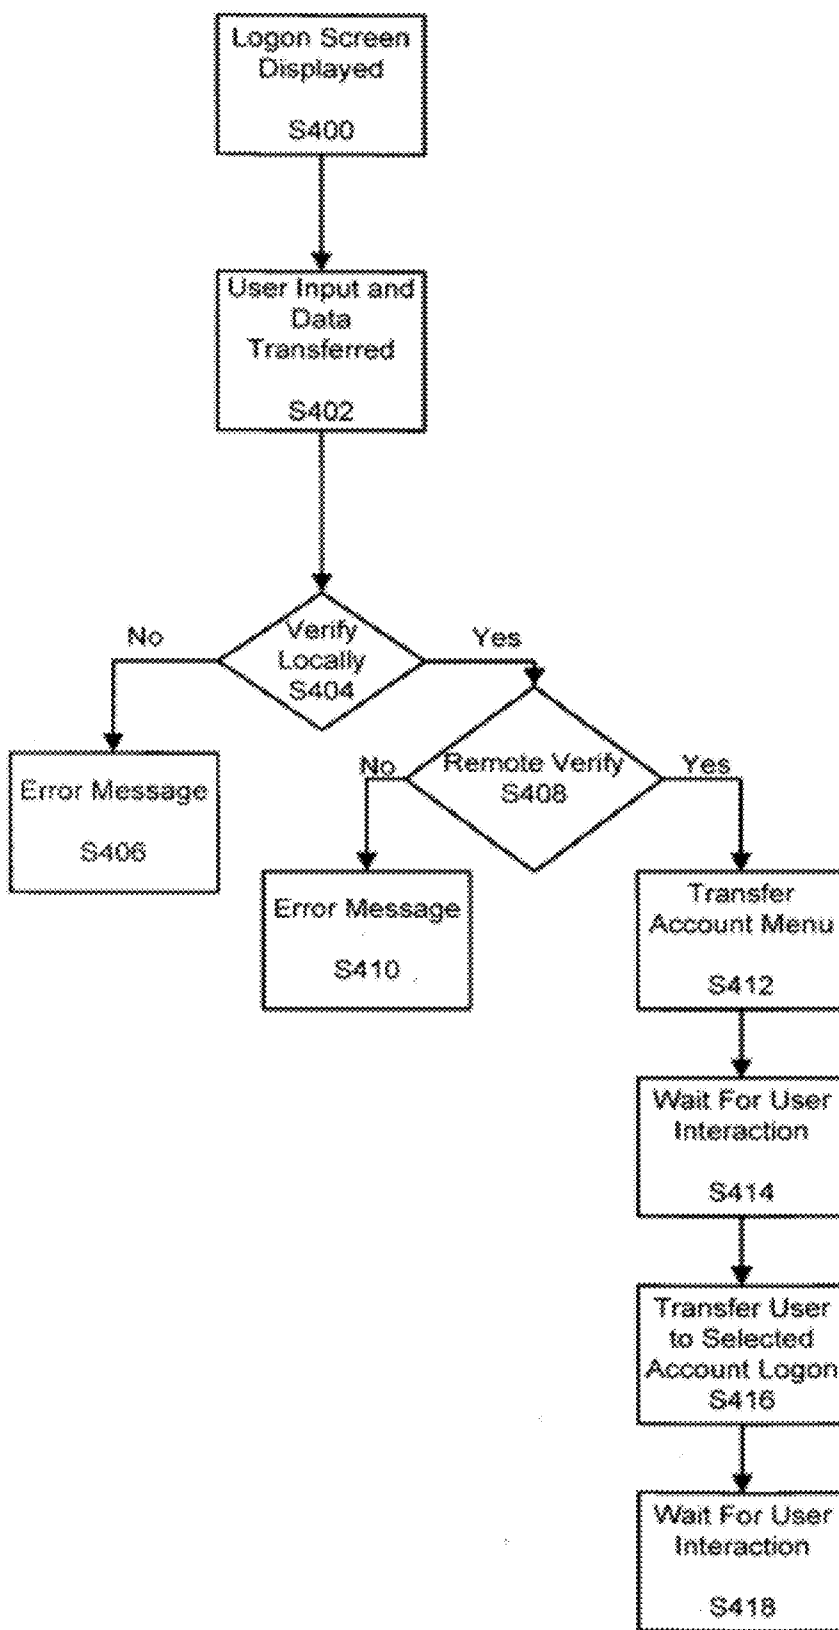 Logon Screen
Displayed
S400
User Input and
Data
Transferred
S402
No
Verify
Locally
S404
Yes
Error Message
S406
No
Remote Verify
S408
Yes
Error Message
S410
Transfer
Account Menu
S412
Wait For User
Interaction
S414
Transfer User
to Selected
Account Logon
S416
Wait For User
Interaction
S418